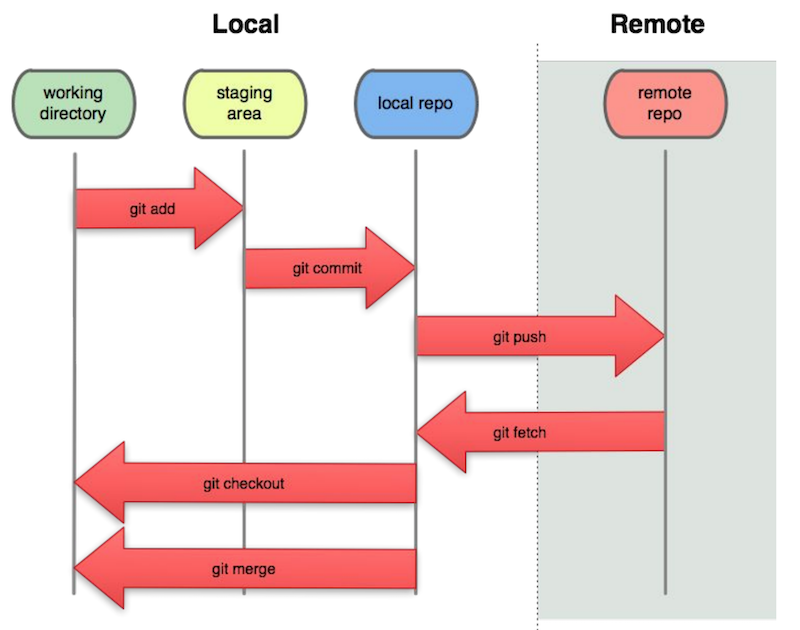 Local
Remote
working
directory
staging
area
local repo
remote
repo
git add
git commit
git push
git fetch
git checkout
git merge